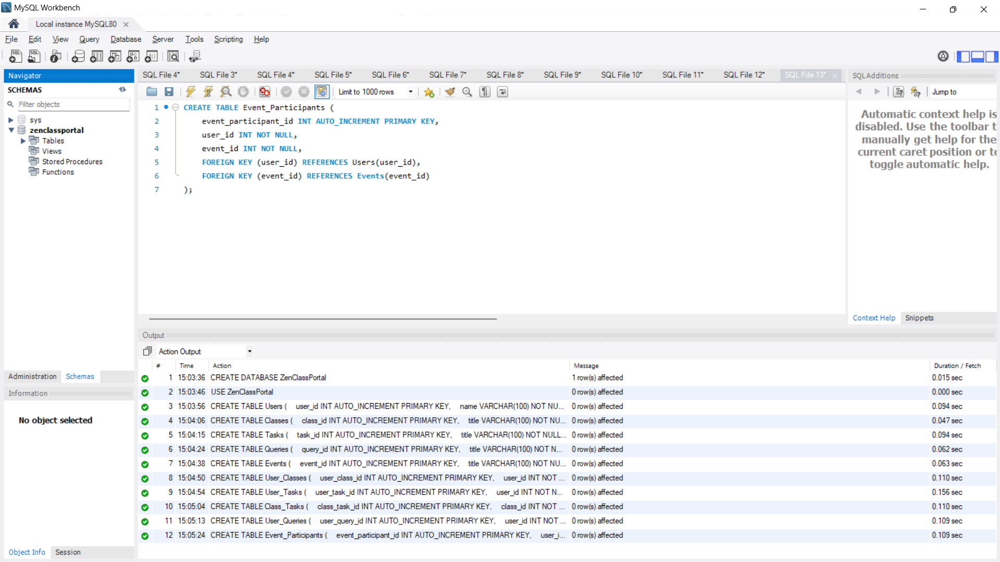 MySQL Workbench
Local instance MySQL80
File Edit View Query Database Server Tools Scripting Help
Navigator
SCHEMAS
Filter objects
sys
zenclassportal
Tables
Views
Stored Procedures
Functions
Administration Schemas
Information
No object selected
Object Info Session
SQL File 4* SQL File 3* SQL File 4* SQL File 5* SQL File 6* SQL File 7* SQL File 8* SQL File 9* SQL File 10* SQL File 11* SQL File 12* SQL File 13*
Limit to 1000 rows
1 CREATE TABLE Event_Participants (
2 event_participant_id INT AUTO_INCREMENT PRIMARY KEY,
3 user_id INT NOT NULL,
4 event_id INT NOT NULL,
5 FOREIGN KEY (user_id) REFERENCES Users(user_id),
6 FOREIGN KEY (event_id) REFERENCES Events(event_id)
7 );
SQLAdditions
Jump to
Automatic context help is
disabled. Use the toolbar t
manually get help for the
current caret position or to
toggle automatic help.
Context Help Snippets
Output
Action Output
# Time Action Message Duration / Fetch
1 15:03:36 CREATE DATABASE ZenClassPortal 1 row(s) affected 0.015 sec
2 15:03:46 USE ZenClassPortal 0 row(s) affected 0.000 sec
3 15:03:56 CREATE TABLE Users ( user_id INT AUTO_INCREMENT PRIMARY KEY, name VARCHAR(100) NOT NU... 0 row(s) affected 0.094 sec
4 15:04:06 CREATE TABLE Classes ( class_id INT AUTO_INCREMENT PRIMARY KEY, title VARCHAR(100) NOT NU... 0 row(s) affected 0.047 sec
5 15:04:15 CREATE TABLE Tasks ( task_id INT AUTO_INCREMENT PRIMARY KEY, title VARCHAR(100) NOT NULL... 0 row(s) affected 0.094 sec
6 15:04:24 CREATE TABLE Queries ( query_id INT AUTO_INCREMENT PRIMARY KEY, title VARCHAR(100) NOT N... 0 row(s) affected 0.062 sec
7 15:04:38 CREATE TABLE Events ( event_id INT AUTO_INCREMENT PRIMARY KEY, title VARCHAR(100) NOT NU... 0 row(s) affected 0.063 sec
8 15:04:50 CREATE TABLE User_Classes ( user_class_id INT AUTO_INCREMENT PRIMARY KEY, user_id INT NOT ... 0 row(s) affected 0.110 sec
9 15:04:54 CREATE TABLE User_Tasks ( user_task_id INT AUTO_INCREMENT PRIMARY KEY, user_id INT NOT N... 0 row(s) affected 0.156 sec
10 15:05:04 CREATE TABLE Class_Tasks ( class_task_id INT AUTO_INCREMENT PRIMARY KEY, class_id INT NOT ... 0 row(s) affected 0.110 sec
11 15:05:13 CREATE TABLE User_Queries ( user_query_id INT AUTO_INCREMENT PRIMARY KEY, user_id INT NOT ... 0 row(s) affected 0.109 sec
12 15:05:24 CREATE TABLE Event_Participants ( event_participant_id INT AUTO_INCREMENT PRIMARY KEY, user_i... 0 row(s) affected 0.109 sec